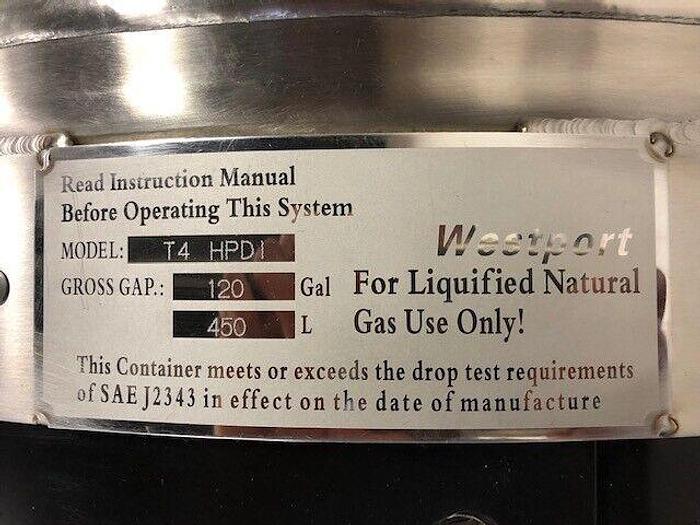 Read Instruction Manual
Before Operating This System
Westport
MODEL: T4 HPDI
GROSS GAP.: 120 Gal
450 L
For Liquified Natural
Gas Use Only!
This Container meets or exceeds the drop test requirements
of SAE J2343 in effect on the date of manufacture